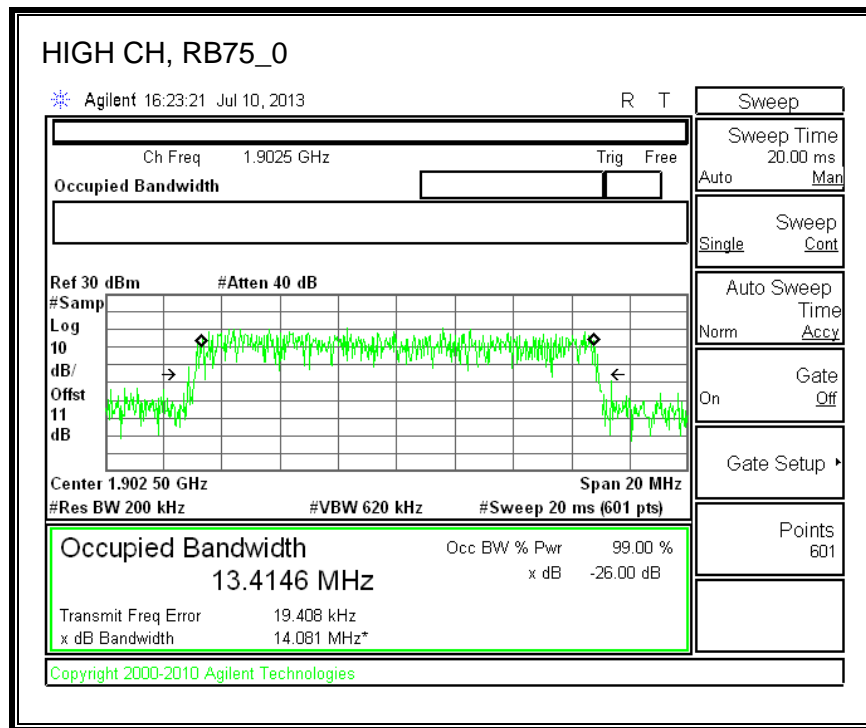 HIGH CH, RB75_0
Agilent 16:23:21 Jul 10, 2013 R T
Ch Freq 1.9025 GHz Trig Free
Occupied Bandwidth
Ref 30 dBm #Atten 40 dB
#Samp
Log
10
dB/
Offst
11
dB
Center 1.902 50 GHz Span 20 MHz
#Res BW 200 kHz #VBW 620 kHz #Sweep 20 ms (601 pts)
Occupied Bandwidth Occ BW % Pwr 99.00 %
13.4146 MHz x dB -26.00 dB
Transmit Freq Error 19.408 kHz
x dB Bandwidth 14.081 MHz*
Copyright 2000-2010 Agilent Technologies
Sweep
Sweep Time
20.00 ms
Auto Man
Sweep
Single Cont
Auto Sweep
Time
Norm Accy
Gate
On Off
Gate Setup
Points
601